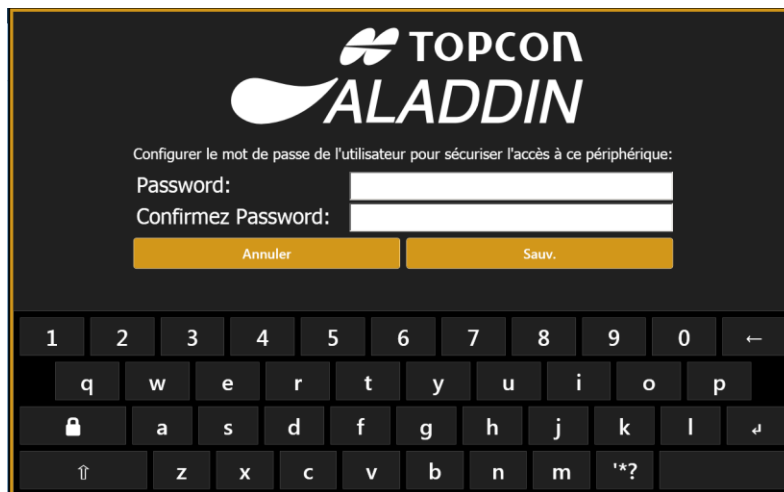 TOPCON
ALADDIN
Configurer le mot de passe de l'utilisateur pour sécuriser l'accès à ce périphérique:
Password:
Confirmez Password:
Annuler Sauv.
1 2 3 4 5 6 7 8 9 0 ←
q w e r t y u i o p
a s d f g h j k l ↲
⇧ z x c v b n m '*?